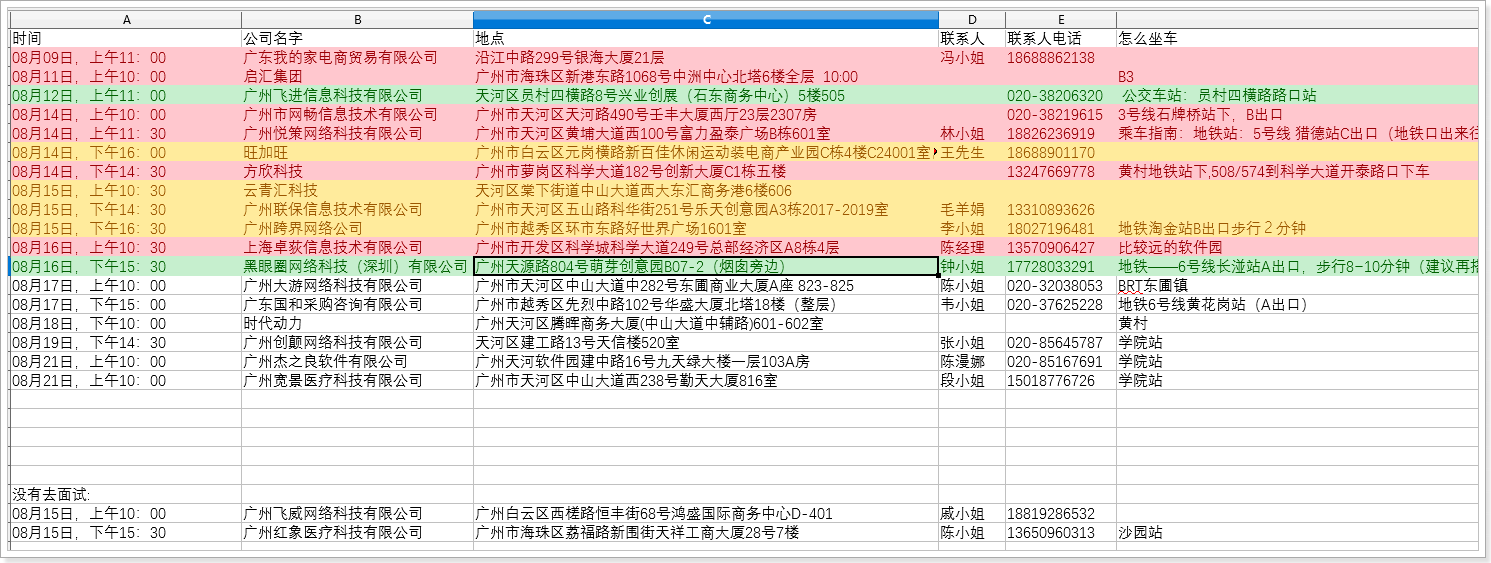 A B C D E
时间 公司名字 地点 联系人 联系人电话 怎么坐车
08月09日，上午11：00 广东我的家电商贸易有限公司 沿江中路299号银海大厦21层 冯小姐 18688862138
08月11日，上午10：00 启汇集团 广州市海珠区新港东路1068号中洲中心北塔6楼全层 10:00 B3
08月12日，上午11：00 广州飞进信息科技有限公司 天河区员村四横路8号兴业创展（石东商务中心）5楼505 020-38206320 公交车站：员村四横路路口站
08月14日，上午10：00 广州市网畅信息技术有限公司 广州市天河区天河路490号壬丰大厦西厅23层2307房 020-38219615 3号线石牌桥站下，B出口
08月14日，上午11：30 广州悦策网络科技有限公司 广州市天河区黄埔大道西100号富力盈泰广场B栋601室 林小姐 18826236919 乘车指南：地铁站：5号线 猎德站C出口（地铁口出来往
08月14日，下午16：00 旺加旺 广州市白云区元岗横路新百佳休闲运动装电商产业园C栋4楼C24001室 王先生 18688901170
08月14日，下午14：30 方欣科技 广州市萝岗区科学大道182号创新大厦C1栋五楼 13247669778 黄村地铁站下,508/574到科学大道开泰路口下车
08月15日，上午10：30 云青汇科技 天河区棠下街道中山大道西大东汇商务港6楼606
08月15日，下午14：30 广州联保信息技术有限公司 广州市天河区五山路科华街251号乐天创意园A3栋2017-2019室 毛羊娟 13310893626
08月15日，下午16：30 广州跨界网络公司 广州市越秀区环市东路好世界广场1601室 李小姐 18027196481 地铁淘金站B出口步行２分钟
08月16日，上午10：30 上海卓荻信息技术有限公司 广州市开发区科学城科学大道249号总部经济区A8栋4层 陈经理 13570906427 比较远的软件园
08月16日，下午15：30 黑眼圈网络科技（深圳）有限公司 广州天源路804号萌芽创意园B07-2（烟囱旁边） 钟小姐 17728033291 地铁——6号线长湴站A出口，步行8-10分钟（建议再搭
08月17日，上午10：30 广州大游网络科技有限公司 广州市天河区中山大道中282号东圃商业大厦A座 823-825 陈小姐 020-32038053 BRT东圃镇
08月17日，下午15：00 广东国和采购咨询有限公司 广州市越秀区先烈中路102号华盛大厦北塔18楼（整层） 韦小姐 020-37625228 地铁6号线黄花岗站（A出口）
08月18日，下午10：00 时代动力 广州天河区腾晖商务大厦(中山大道中辅路)601-602室 黄村
08月19日，下午14：30 广州创颠网络科技有限公司 天河区建工路13号天信楼520室 张小姐 020-85645787 学院站
08月21日，上午10：00 广州杰之良软件有限公司 广州天河软件园建中路16号九天绿大楼一层103A房 陈漫娜 020-85167691 学院站
08月21日，上午10：00 广州宽景医疗科技有限公司 广州市天河区中山大道西238号勤天大厦816室 段小姐 15018776726 学院站
没有去面试:
08月15日，上午10：00 广州飞威网络科技有限公司 广州白云区西槎路恒丰街68号鸿盛国际商务中心D-401 戚小姐 18819286532
08月15日，下午15：30 广州红象医疗科技有限公司 广州市海珠区荔福路新围街天祥工商大厦28号7楼 陈小姐 13650960313 沙园站